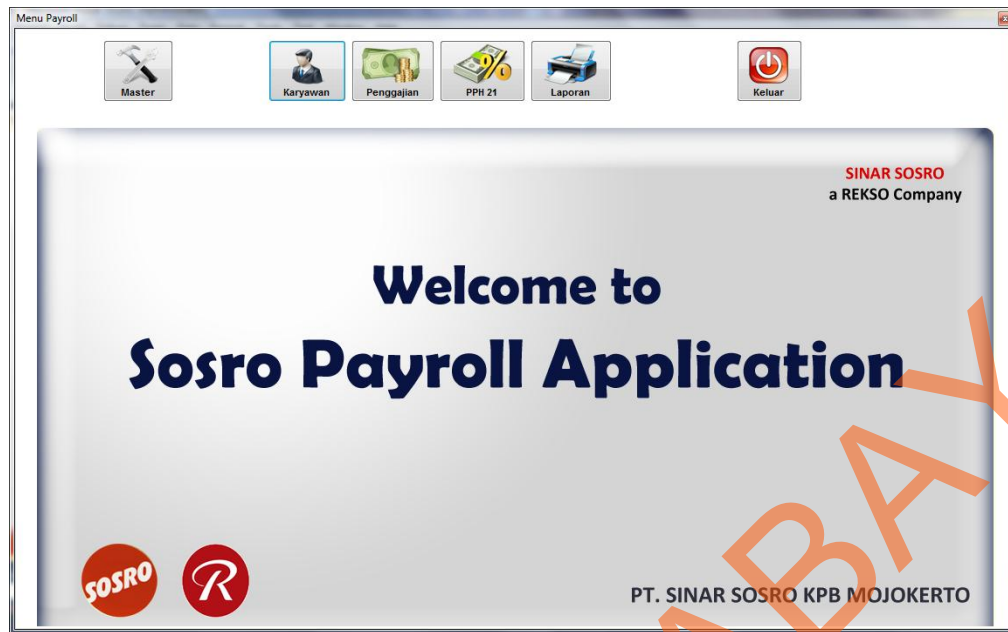 Menu Payroll
Master
Karyawan
Penggajian
PPH 21
Laporan
Keluar
SINAR SOSRO
a REKSO Company
Welcome to
Sosro Payroll Application
SOSRO
R
PT. SINAR SOSRO KPB MOJOKERTO
ABAY